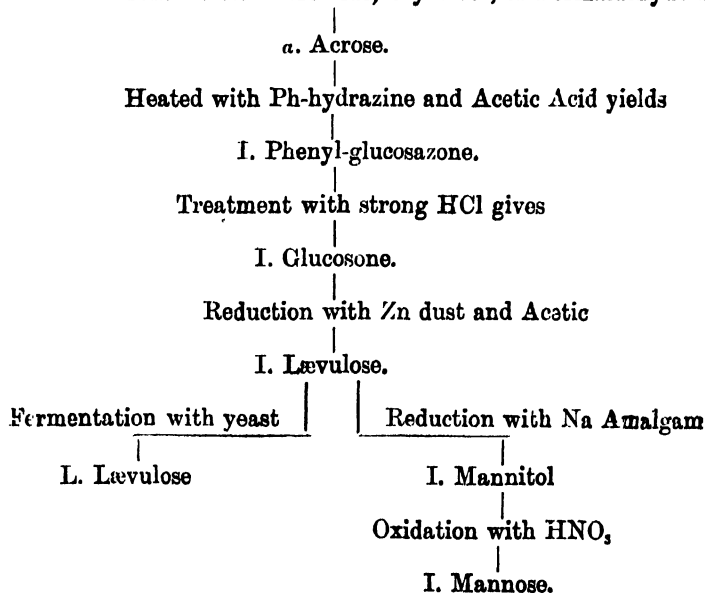 a. Acrose.
Heated with Ph-hydrazine and Acetic Acid yields
I. Phenyl-glucosazone.
Treatment with strong HCl gives
I. Glucosone.
Reduction with Zn dust and Acetic
I. Lævulose.
Fermentation with yeast
Reduction with Na Amalgam
L. Lævulose
I. Mannitol
Oxidation with HNO₃
I. Mannose.